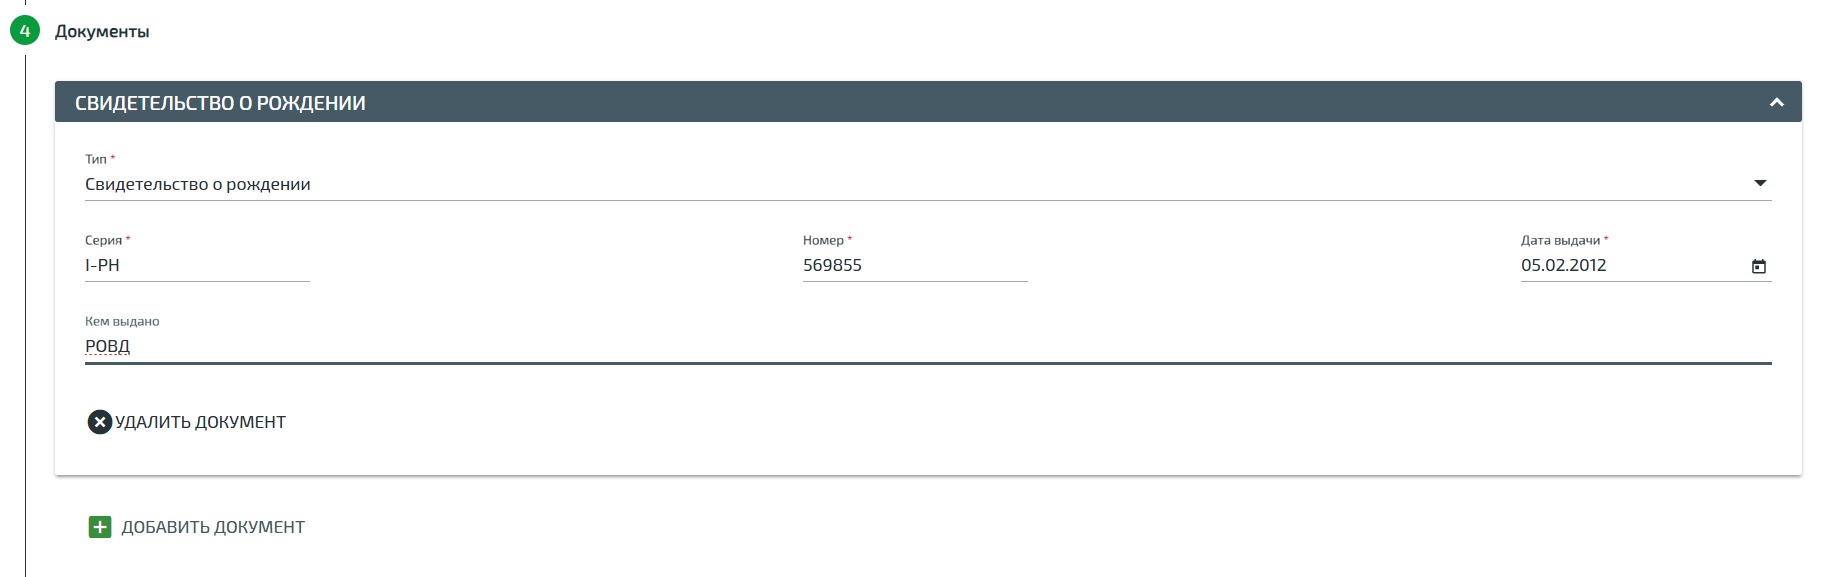 4 Документы
СВИДЕТЕЛЬСТВО О РОЖДЕНИИ
Тип *
Свидетельство о рождении
Серия * Номер * Дата выдачи *
I-РН 569855 05.02.2012
Кем выдано
РОВД
УДАЛИТЬ ДОКУМЕНТ
ДОБАВИТЬ ДОКУМЕНТ